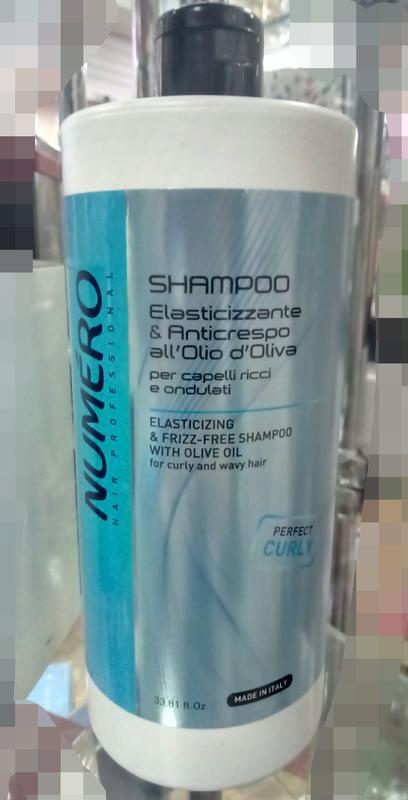 NUMÉRO
HAIR PROFESSIONAL
SHAMPOO
Elasticizzante
& Anticrespo
all'Olio d'Oliva
per capelli ricci
e ondulati
ELASTICIZING
& FRIZZ-FREE SHAMPOO
WITH OLIVE OIL
for curly and wavy hair
PERFECT
CURLY
33.81 fl.Oz
MADE IN ITALY